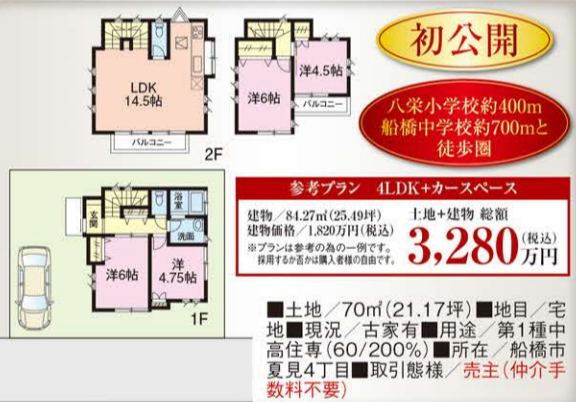 初公開
八栄小学校約400m
船橋中学校約700mと
徒歩圏
LDK
14.5帖
バルコニー
2F
洋6帖
洋4.5帖
バルコニー
玄関
浴室
洗面
洋6帖
洋
4.75帖
1F
参考プラン 4LDK+カースペース
建物/84.27㎡(25.49坪)
建物価格/1,820万円(税込)
※プランは参考の為の一例です。
採用するか否かは購入者様の自由です。
土地+建物 総額
3,280万円(税込)
■土地/70㎡(21.17坪)■地目/宅
地■現況/古家有■用途/第1種中
高住専(60/200%)■所在/船橋市
夏見4丁目■取引態様/売主(仲介手
数料不要)